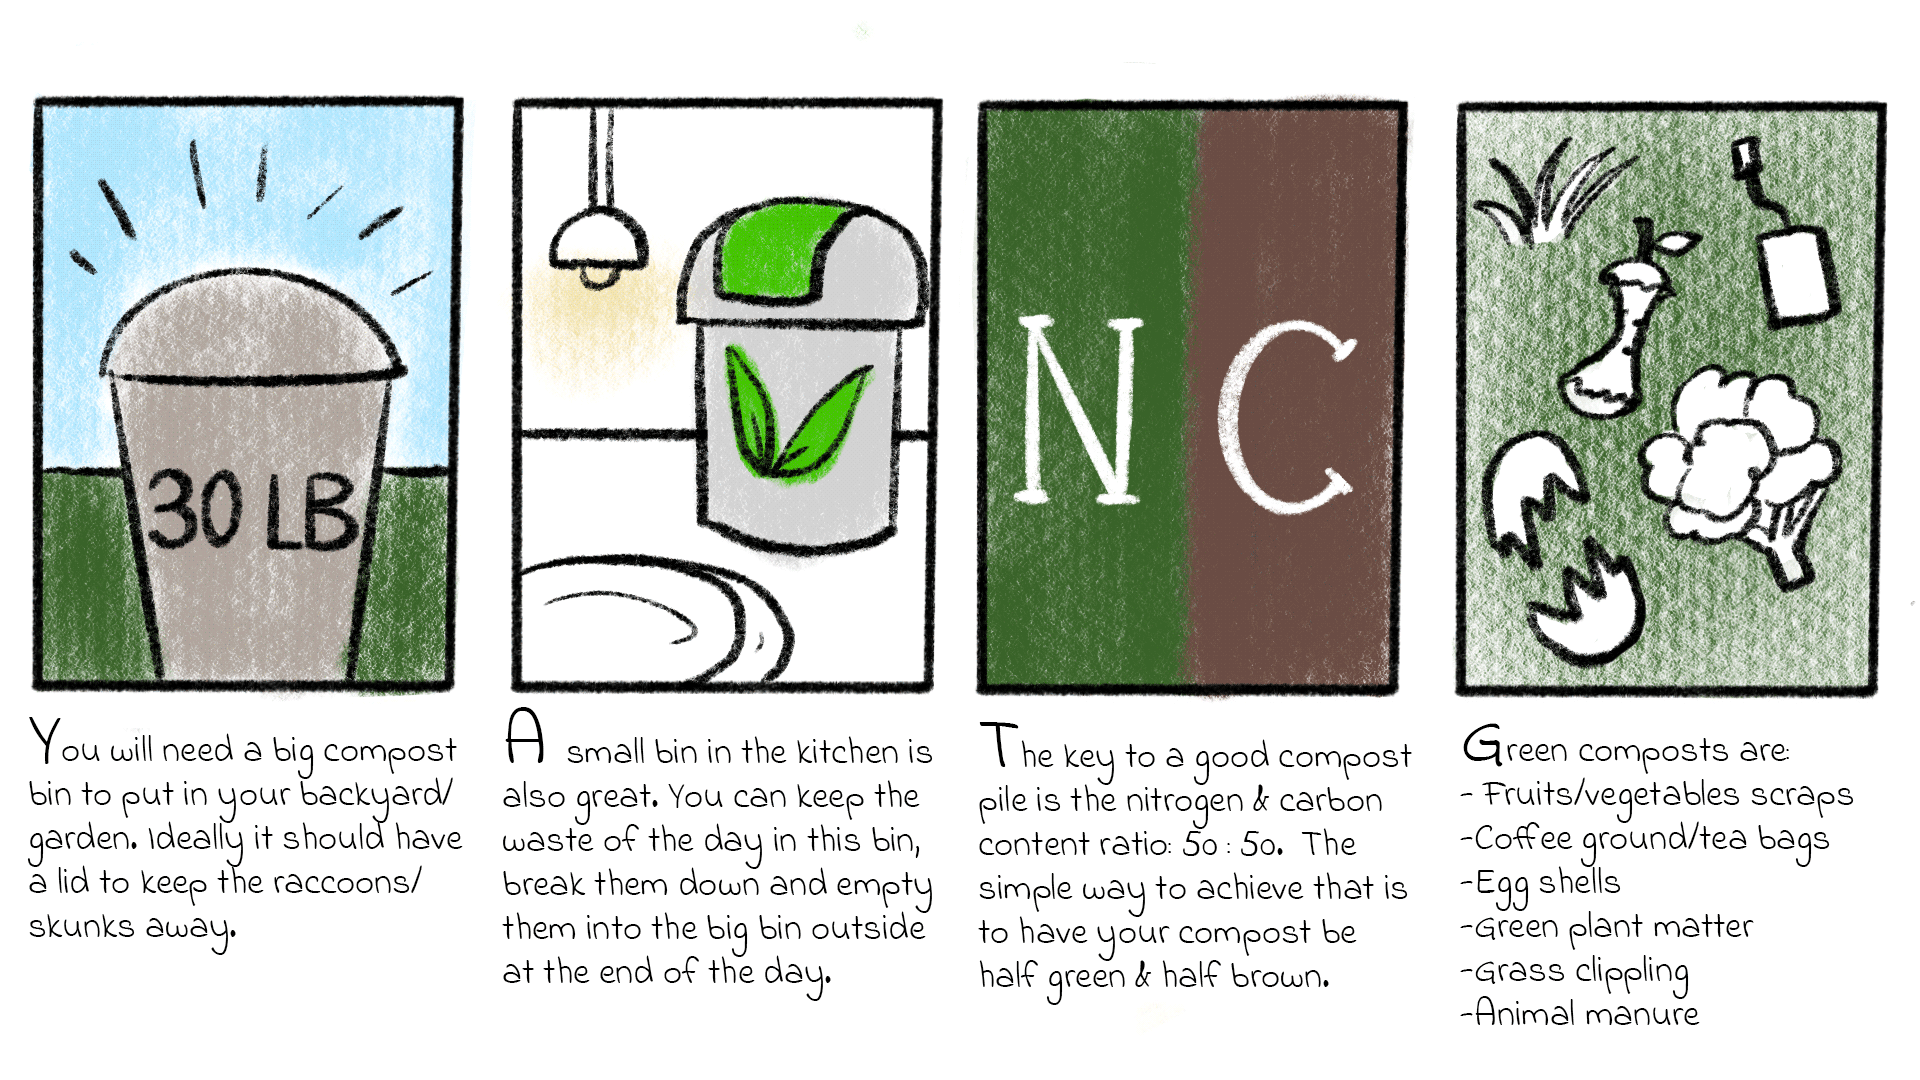 30 LB
You will need a big compost
bin to put in your backyard/
garden. Ideally it should have
a lid to keep the raccoons/
skunks away.
A small bin in the kitchen is
also great. You can keep the
waste of the day in this bin,
break them down and empty
them into the big bin outside
at the end of the day.
N C
The key to a good compost
pile is the nitrogen & carbon
content ratio: 50 : 50. The
simple way to achieve that is
to have your compost be
half green & half brown.
Green composts are:
- Fruits/vegetables scraps
-Coffee ground/tea bags
-Egg shells
-Green plant matter
-Grass clippling
-Animal manure